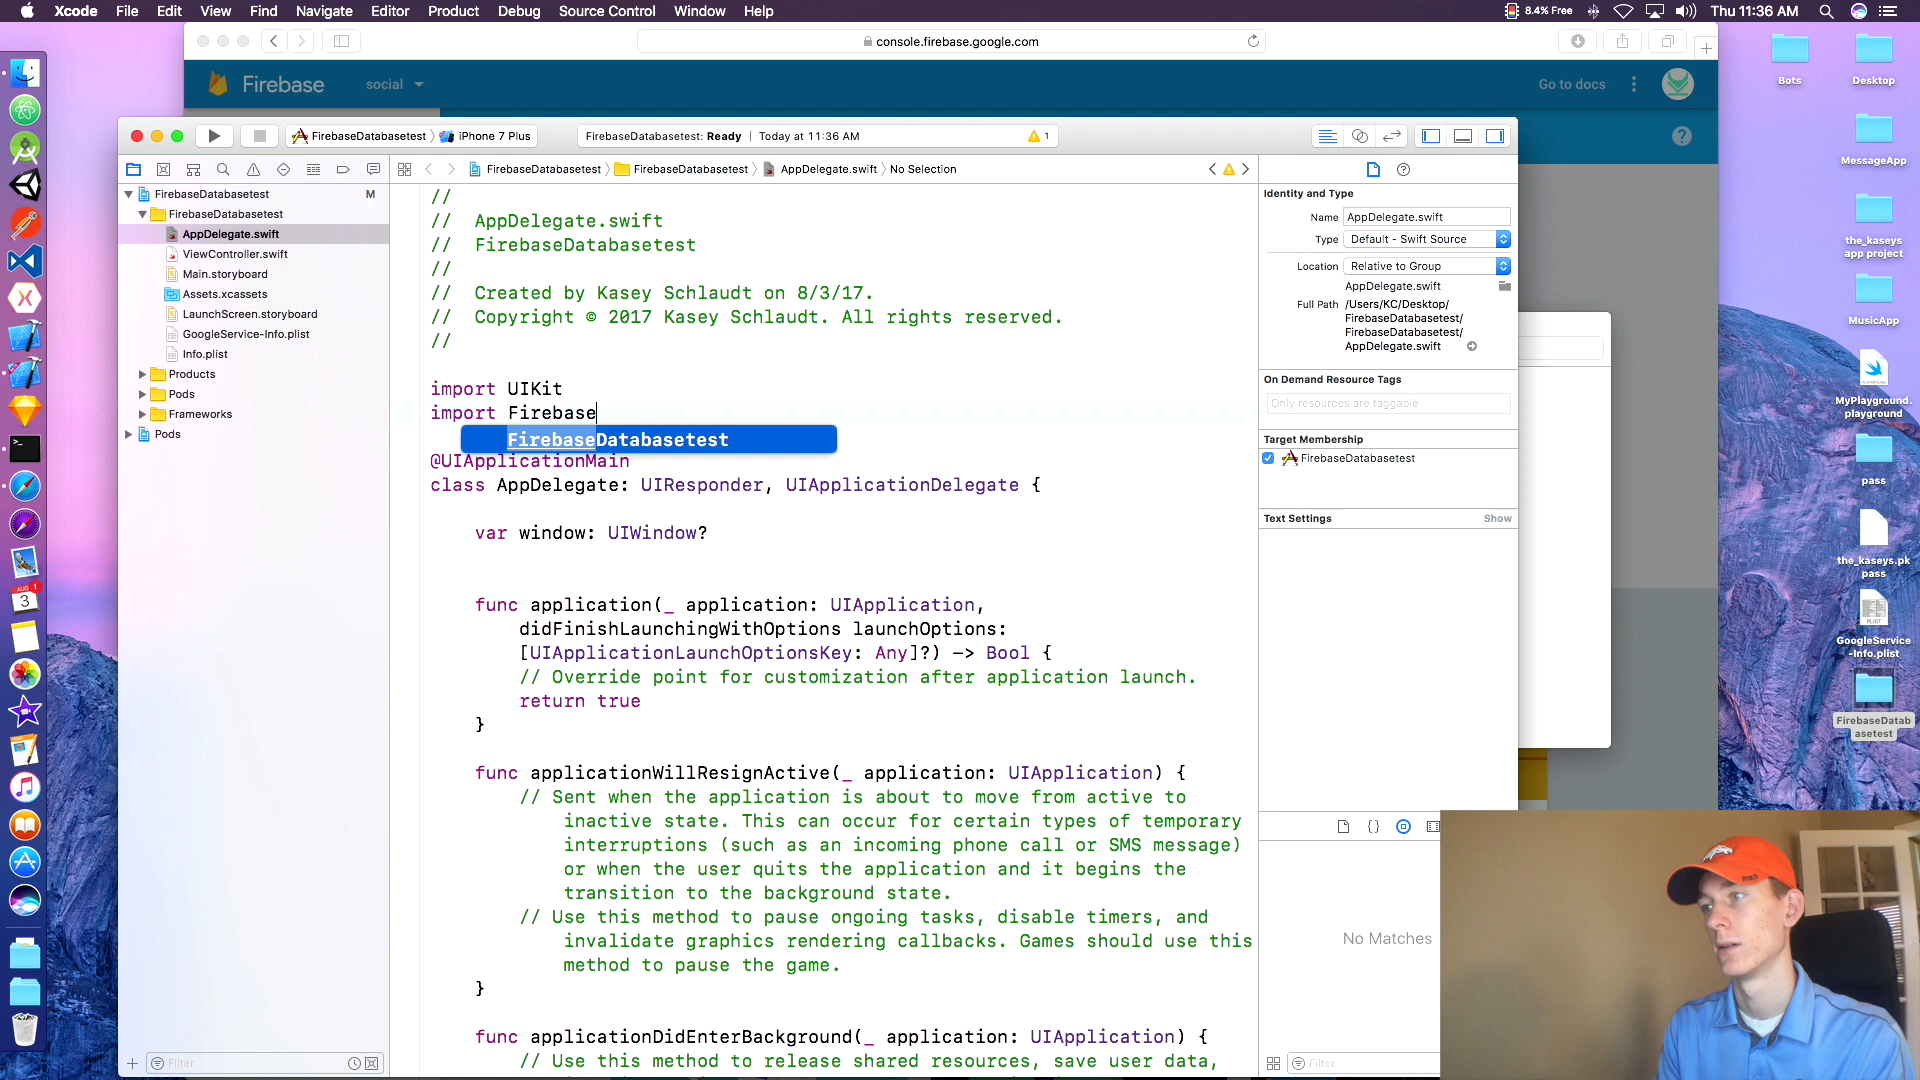 Xcode File Edit View Find Navigate Editor Product Debug Source Control Window Help
8.4% Free Thu 11:36 AM
console.firebase.google.com
Firebase social Go to docs
FirebaseDatabasetest iPhone 7 Plus
FirebaseDatabasetest: Ready | Today at 11:36 AM 1
FirebaseDatabasetest FirebaseDatabasetest AppDelegate.swift No Selection
FirebaseDatabasetest M
FirebaseDatabasetest
AppDelegate.swift
ViewController.swift
Main.storyboard
Assets.xcassets
LaunchScreen.storyboard
GoogleService-Info.plist
Info.plist
Products
Pods
Frameworks
Pods
Filter
//
// AppDelegate.swift
// FirebaseDatabasetest
//
// Created by Kasey Schlaudt on 8/3/17.
// Copyright © 2017 Kasey Schlaudt. All rights reserved.
//
import UIKit
import Firebase
FirebaseDatabasetest
@UIApplicationMain
class AppDelegate: UIResponder, UIApplicationDelegate {
var window: UIWindow?
func application(_ application: UIApplication,
didFinishLaunchingWithOptions launchOptions:
[UIApplicationLaunchOptionsKey: Any]?) -> Bool {
// Override point for customization after application launch.
return true
}
func applicationWillResignActive(_ application: UIApplication) {
// Sent when the application is about to move from active to
inactive state. This can occur for certain types of temporary
interruptions (such as an incoming phone call or SMS message)
or when the user quits the application and it begins the
transition to the background state.
// Use this method to pause ongoing tasks, disable timers, and
invalidate graphics rendering callbacks. Games should use this
method to pause the game.
}
func applicationDidEnterBackground(_ application: UIApplication) {
// Use this method to release shared resources, save user data,
Identity and Type
Name AppDelegate.swift
Type Default - Swift Source
Location Relative to Group
AppDelegate.swift
Full Path /Users/KC/Desktop/
FirebaseDatabasetest/
FirebaseDatabasetest/
AppDelegate.swift
On Demand Resource Tags
Only resources are taggable
Target Membership
FirebaseDatabasetest
Text Settings Show
No Matches
Filter
Bots
Desktop
MessageApp
the_kaseys
app project
MusicApp
MyPlayground.
playground
pass
the_kaseys.pk
pass
PLIST
GoogleService
-Info.plist
FirebaseDatab
asetest
AUG
3
1